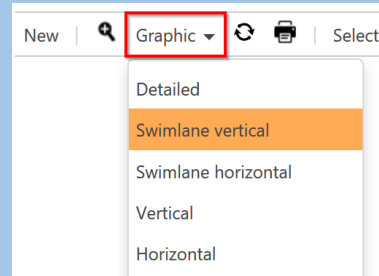 New Graphic Select
Detailed
Swimlane vertical
Swimlane horizontal
Vertical
Horizontal